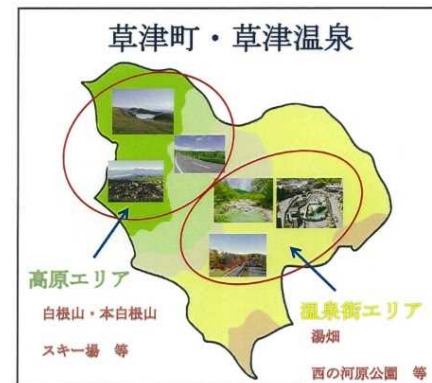 草津町・草津温泉
高原エリア
白根山・本白根山
スキー場 等
温泉街エリア
湯畑
西の河原公園 等